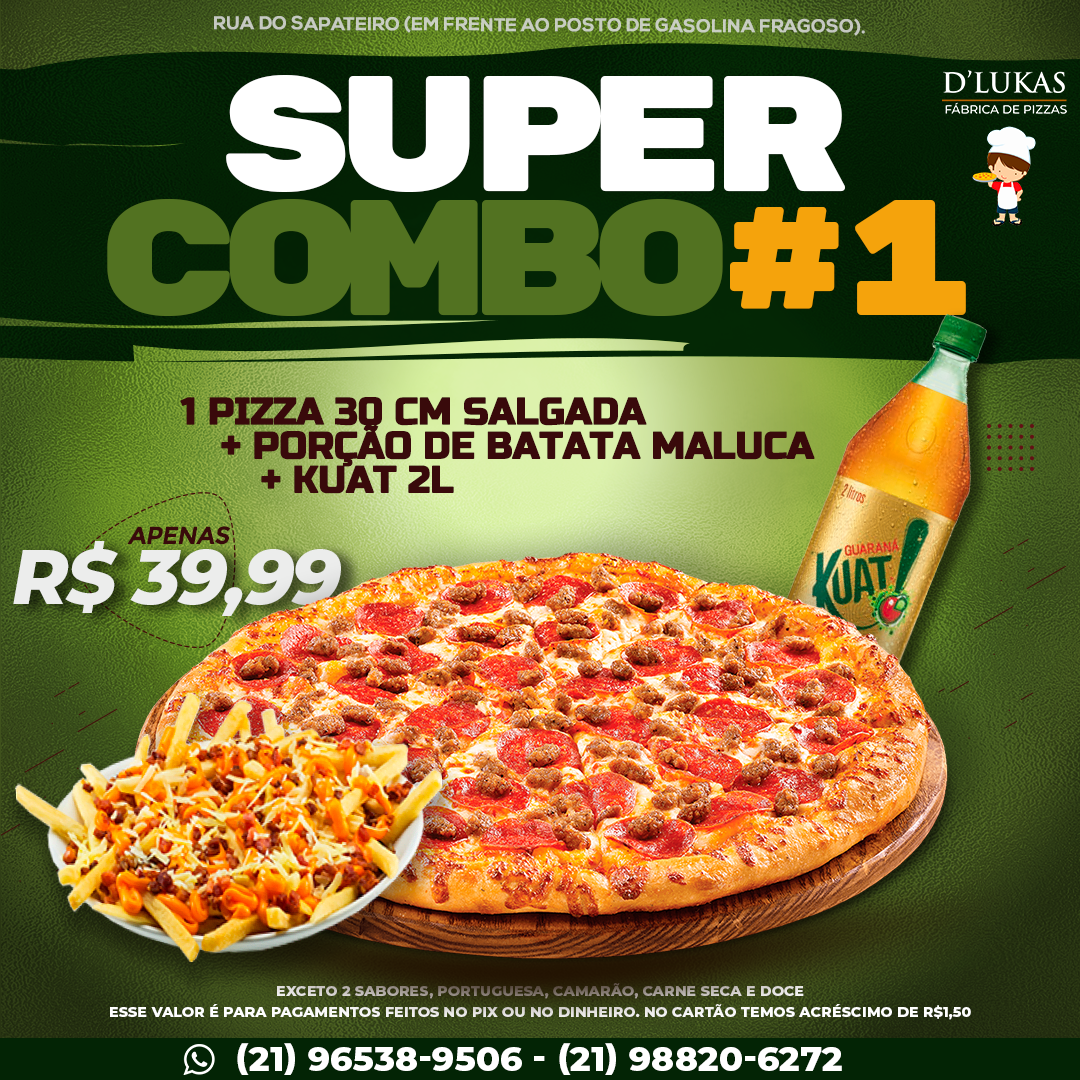 RUA DO SAPATEIRO (EM FRENTE AO POSTO DE GASOLINA FRAGOSO).
D'LUKAS
FÁBRICA DE PIZZAS
SUPER
COMBO#1
1 PIZZA 30 CM SALGADA
+ PORÇÃO DE BATATA MALUCA
+ KUAT 2L
2 litros
GUARANÁ
KUAT!
APENAS
R$ 39,99
EXCETO 2 SABORES, PORTUGUESA, CAMARÃO, CARNE SECA E DOCE
ESSE VALOR É PARA PAGAMENTOS FEITOS NO PIX OU NO DINHEIRO. NO CARTÃO TEMOS ACRÉSCIMO DE R$1,50
(21) 96538-9506 - (21) 98820-6272